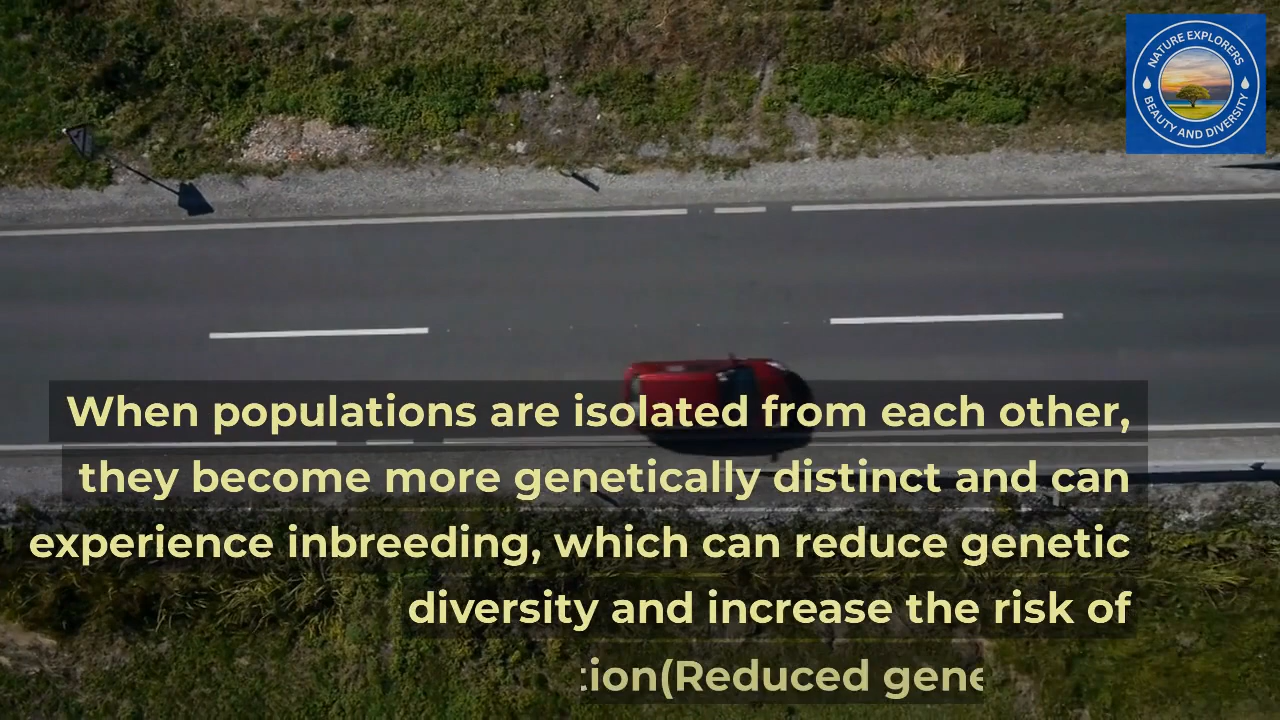 NATURE EXPLORERS
BEAUTY AND DIVERSITY
When populations are isolated from each other,
they become more genetically distinct and can
experience inbreeding, which can reduce genetic
diversity and increase the risk of
tion(Reduced gene